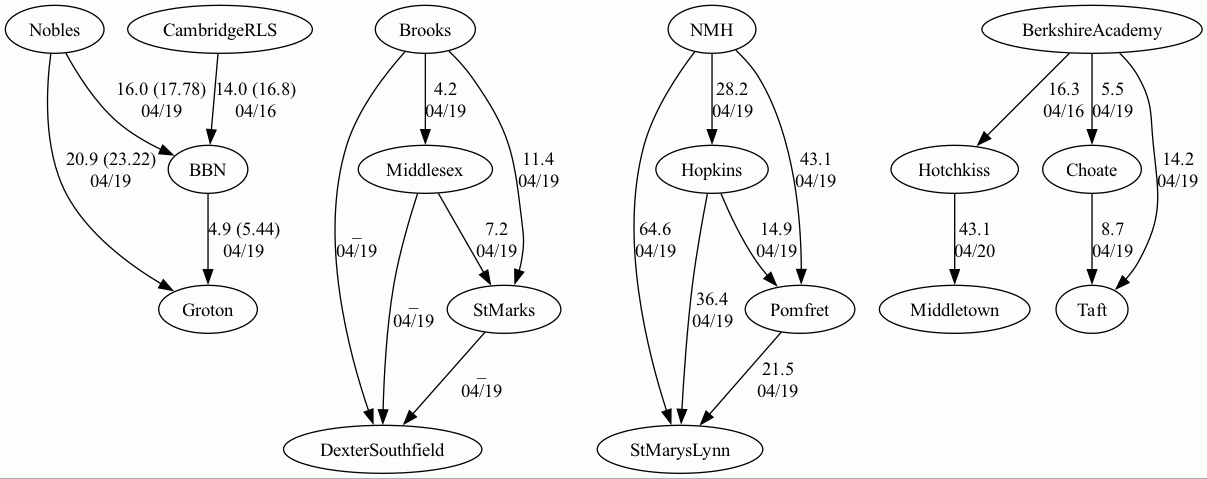 Nobles
CambridgeRLS
Brooks
NMH
BerkshireAcademy
16.0 (17.78)
04/19
14.0 (16.8)
04/16
4.2
04/19
28.2
04/19
16.3
04/16
5.5
04/19
20.9 (23.22)
04/19
BBN
Middlesex
11.4
04/19
Hopkins
43.1
04/19
Hotchkiss
Choate
14.2
04/19
4.9 (5.44)
04/19
–
04/19
7.2
04/19
64.6
04/19
14.9
04/19
43.1
04/20
8.7
04/19
Groton
–
04/19
StMarks
36.4
04/19
Pomfret
Middletown
Taft
–
04/19
21.5
04/19
DexterSouthfield
StMarysLynn